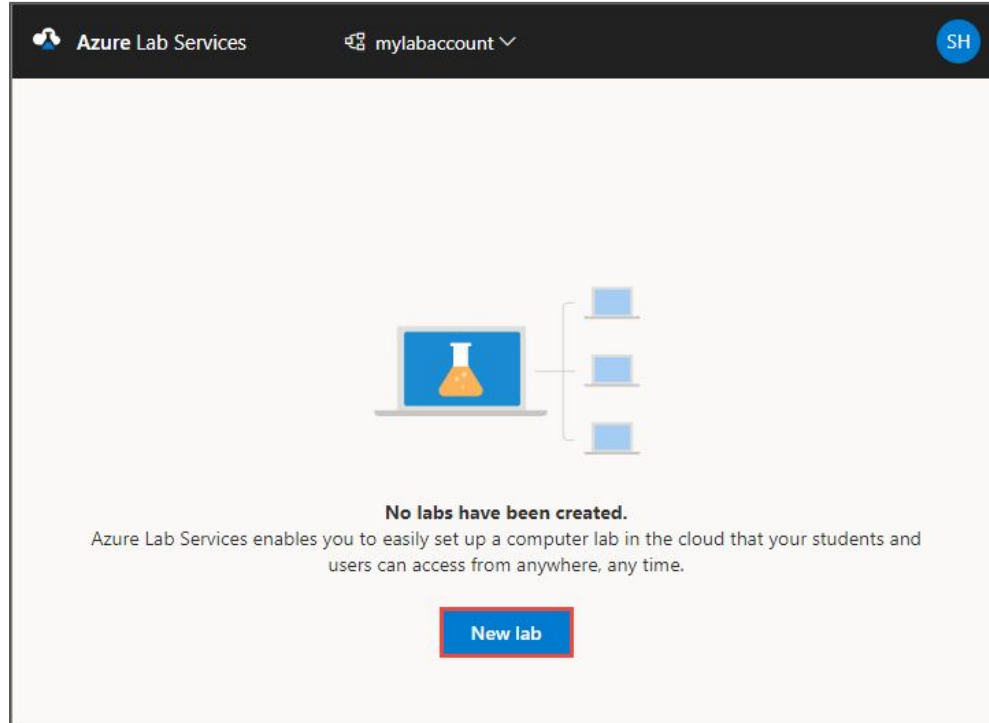 Azure Lab Services
mylabaccount
SH
No labs have been created.
Azure Lab Services enables you to easily set up a computer lab in the cloud that your students and
users can access from anywhere, any time.
New lab